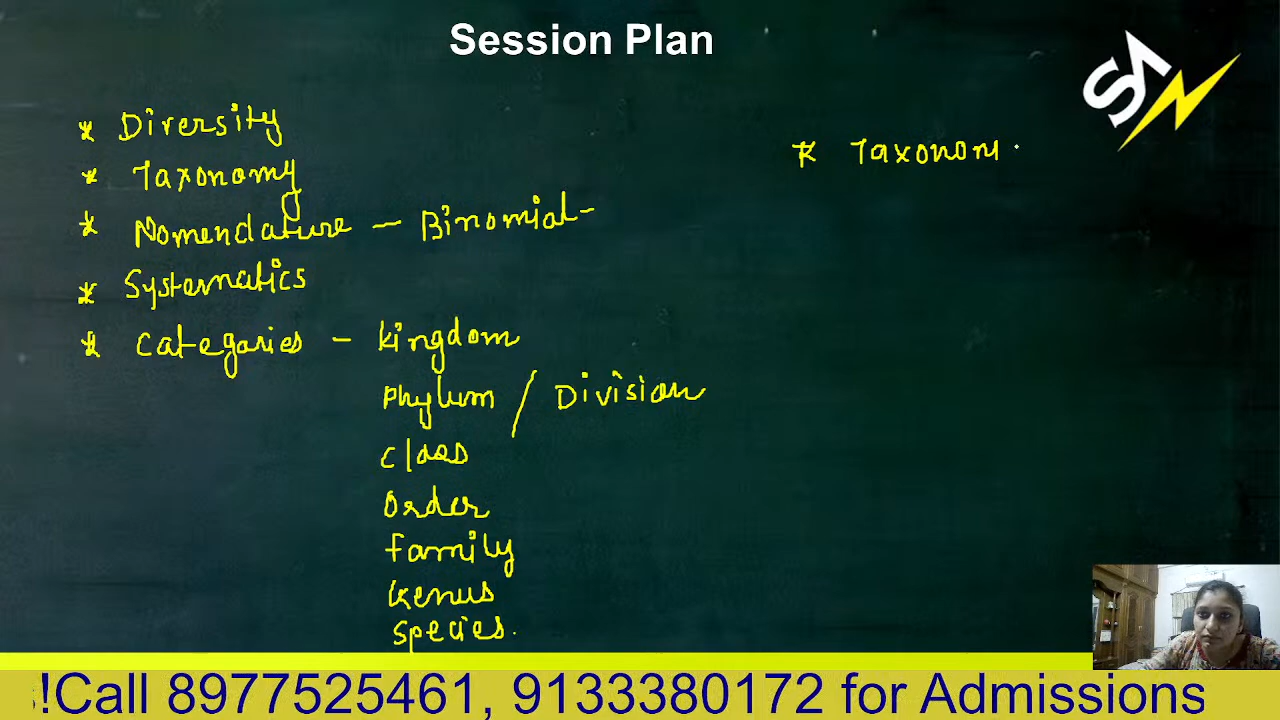 Session Plan
SAN
* Diversity
* Taxonomy
* Nomenclature - Binomial -
* Systematics
* Categories - Kingdom
Phylum / Division
Class
Order
Family
Genus
Species.
* Taxonom
!Call 8977525461, 9133380172 for Admissions